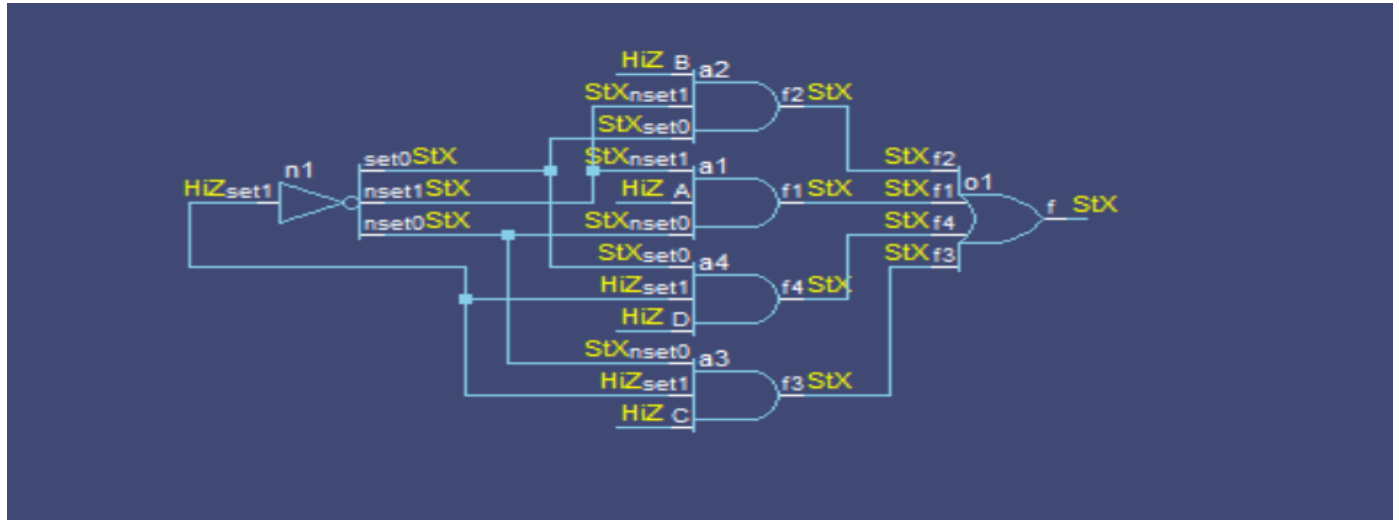 HiZ B a2
StX nset1 f2 StX
StX set0
n1 set0 StX StX nset1 a1 StX f2
HiZ set1 nset1 StX HiZ A f1 StX StX f1 o1
nset0 StX StX nset0 StX f4 f StX
StX set0 a4 StX f3
HiZ set1 f4 StX
HiZ D
StX nset0 a3
HiZ set1 f3 StX
HiZ C